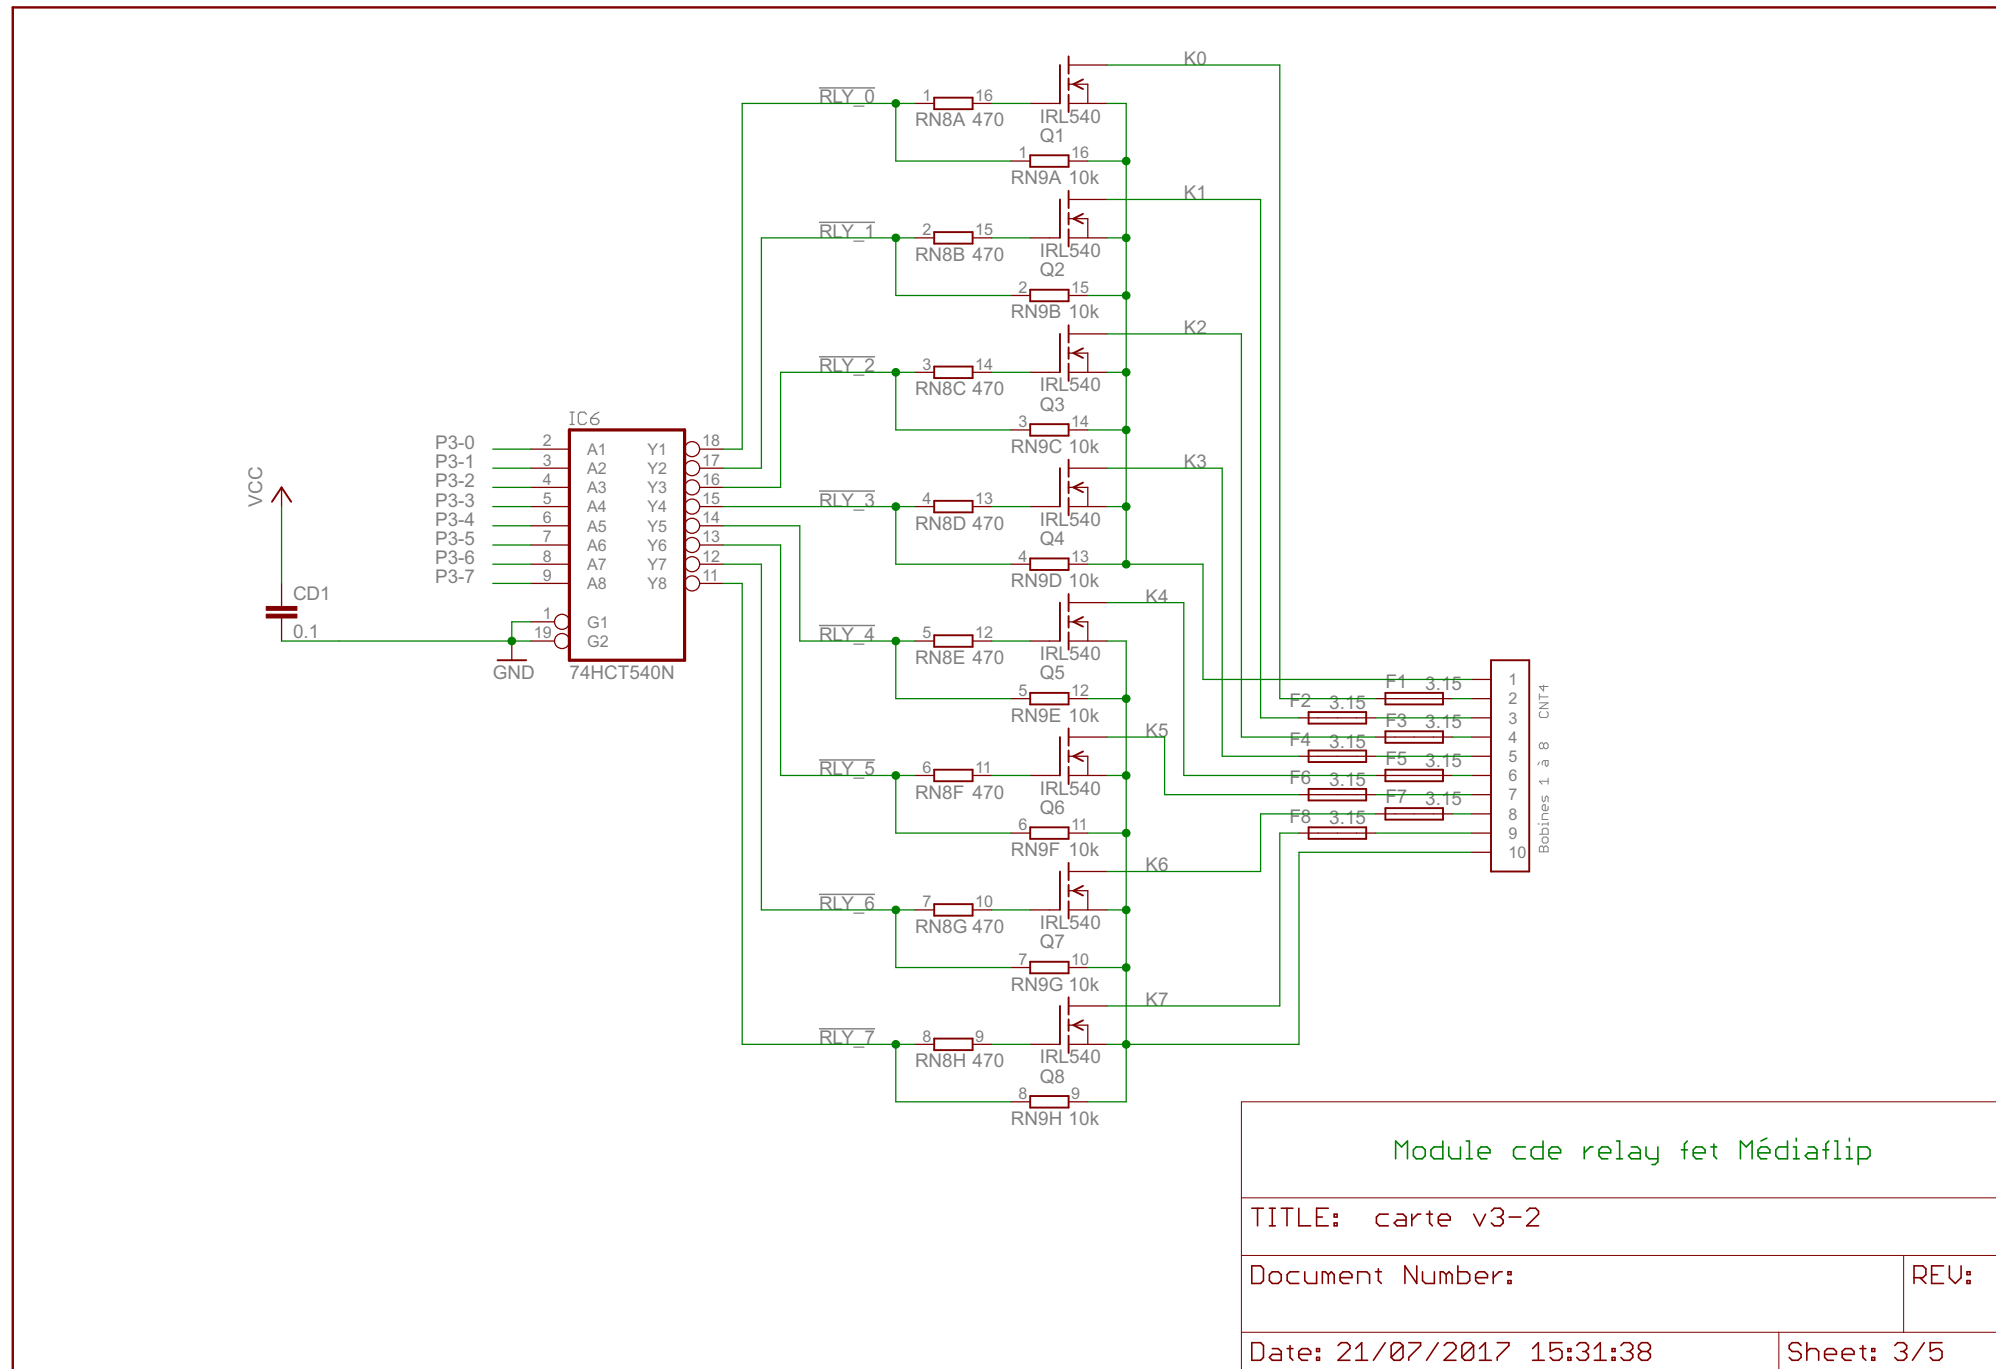 K0
RLY_0
1 16
RN8A 470
IRL540
Q1
1 16
RN9A 10k
K1
RLY_1
2 15
RN8B 470
IRL540
Q2
2 15
RN9B 10k
K2
RLY_2
3 14
RN8C 470
IRL540
Q3
3 14
RN9C 10k
K3
RLY_3
4 13
RN8D 470
IRL540
Q4
4 13
RN9D 10k
K4
RLY_4
5 12
RN8E 470
IRL540
Q5
5 12
RN9E 10k
K5
RLY_5
6 11
RN8F 470
IRL540
Q6
6 11
RN9F 10k
K6
RLY_6
7 10
RN8G 470
IRL540
Q7
7 10
RN9G 10k
K7
RLY_7
8 9
RN8H 470
IRL540
Q8
8 9
RN9H 10k
IC6
P3-0 2 A1 Y1 18
P3-1 3 A2 Y2 17
P3-2 4 A3 Y3 16
P3-3 5 A4 Y4 15
P3-4 6 A5 Y5 14
P3-5 7 A6 Y6 13
P3-6 8 A7 Y7 12
P3-7 9 A8 Y8 11
1 G1
19 G2
74HCT540N
GND
VCC
CD1
0.1
F1 3.15
F2 3.15
F3 3.15
F4 3.15
F5 3.15
F6 3.15
F7 3.15
F8 3.15
1
2
3
4
5
6
7
8
9
10
Bobines 1 à 8 CNT4
Module cde relay fet Médiaflip
TITLE: carte v3-2
Document Number:
REV:
Date: 21/07/2017 15:31:38
Sheet: 3/5